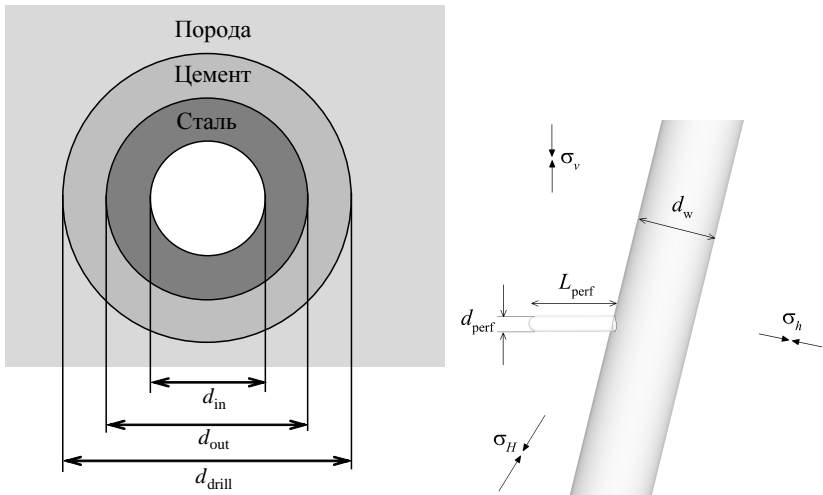 Порода
Цемент
Сталь
d_in
d_out
d_drill
σ_v
d_w
L_perf
d_perf
σ_h
σ_H